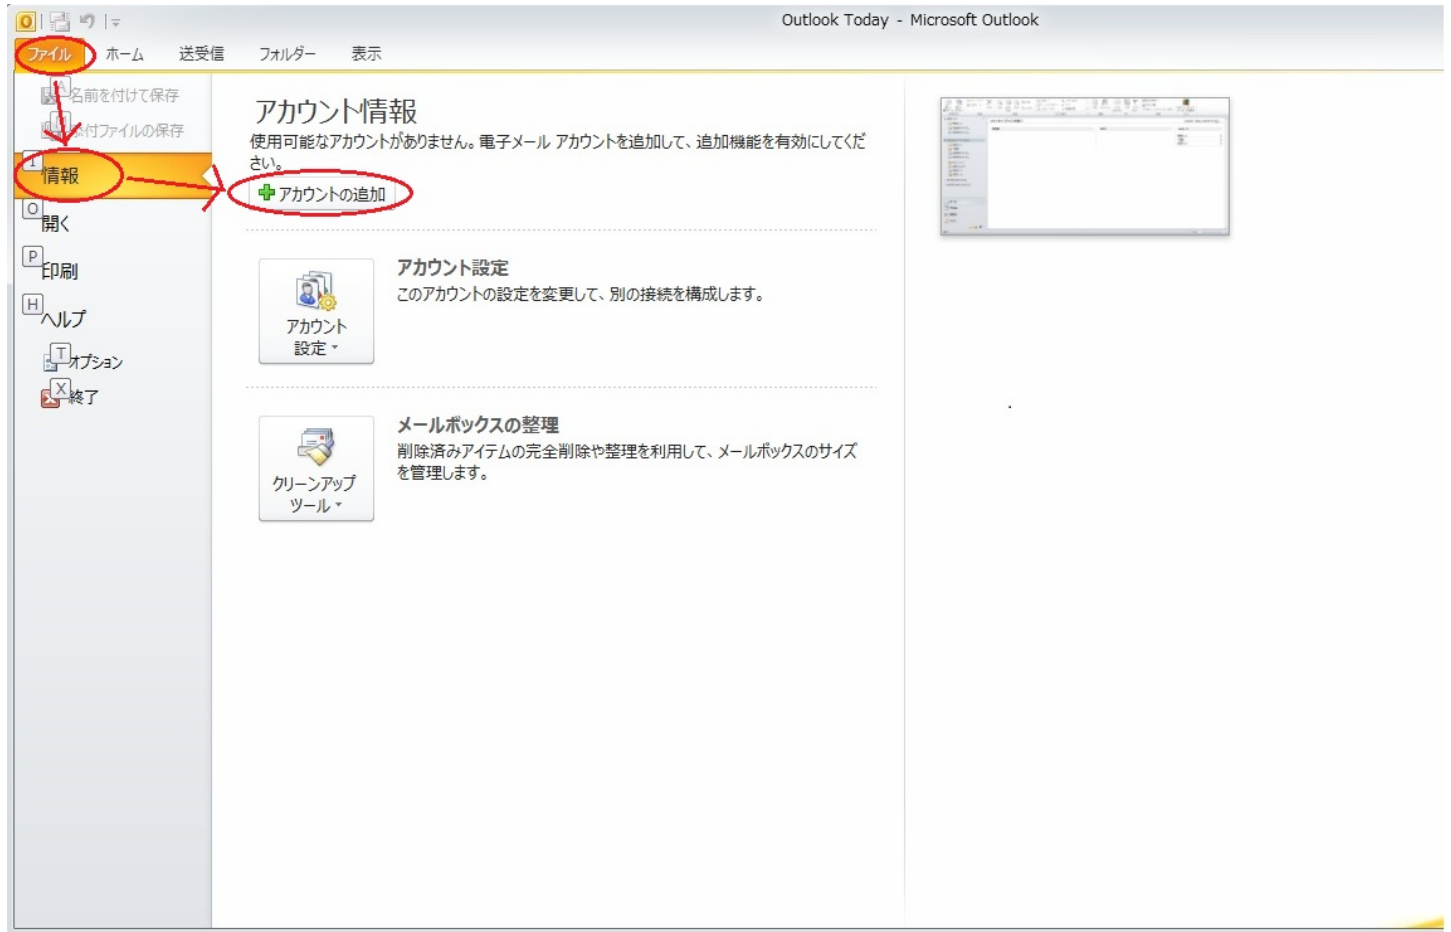 Outlook Today - Microsoft Outlook
ファイル ホーム 送受信 フォルダー 表示
A
名前を付けて保存
付ファイルの保存
I
情報
O
開く
P
印刷
H
ヘルプ
T
オプション
X
終了
アカウント情報
使用可能なアカウントがありません。電子メール アカウントを追加して、追加機能を有効にしてくだ
さい。
アカウントの追加
アカウント
設定
アカウント設定
このアカウントの設定を変更して、別の接続を構成します。
クリーンアップ
ツール
メールボックスの整理
削除済みアイテムの完全削除や整理を利用して、メールボックスのサイズ
を管理します。